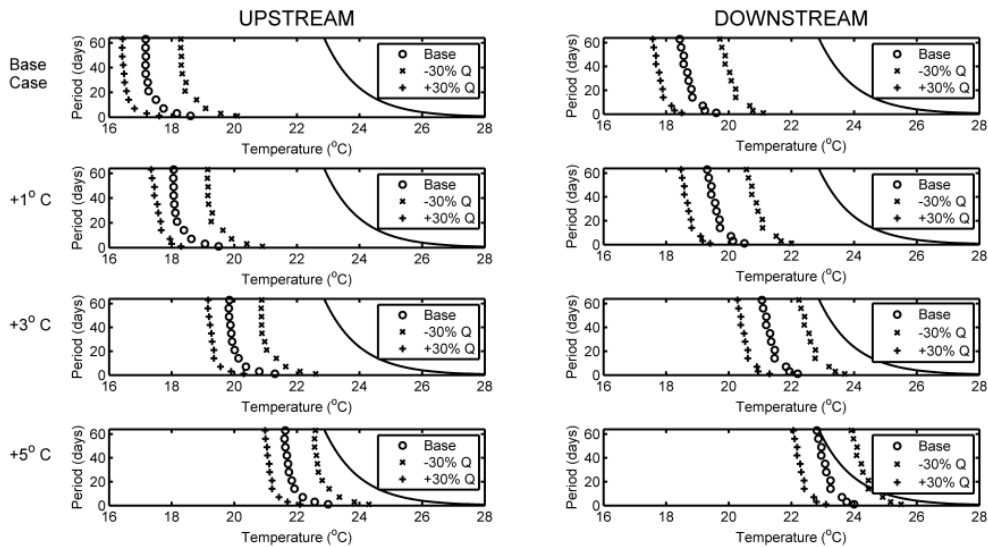 UPSTREAM
DOWNSTREAM
Base Case
Period (days)
60
40
20
0
Base
-30% Q
+30% Q
16 18 20 22 24 26 28
Temperature (°C)
Period (days)
60
40
20
0
Base
-30% Q
+30% Q
16 18 20 22 24 26 28
Temperature (°C)
+1° C
Period (days)
60
40
20
0
Base
-30% Q
+30% Q
16 18 20 22 24 26 28
Temperature (°C)
Period (days)
60
40
20
0
Base
-30% Q
+30% Q
16 18 20 22 24 26 28
Temperature (°C)
+3° C
Period (days)
60
40
20
0
Base
-30% Q
+30% Q
16 18 20 22 24 26 28
Temperature (°C)
Period (days)
60
40
20
0
Base
-30% Q
+30% Q
16 18 20 22 24 26 28
Temperature (°C)
+5° C
Period (days)
60
40
20
0
Base
-30% Q
+30% Q
16 18 20 22 24 26 28
Temperature (°C)
Period (days)
60
40
20
0
Base
-30% Q
+30% Q
16 18 20 22 24 26 28
Temperature (°C)